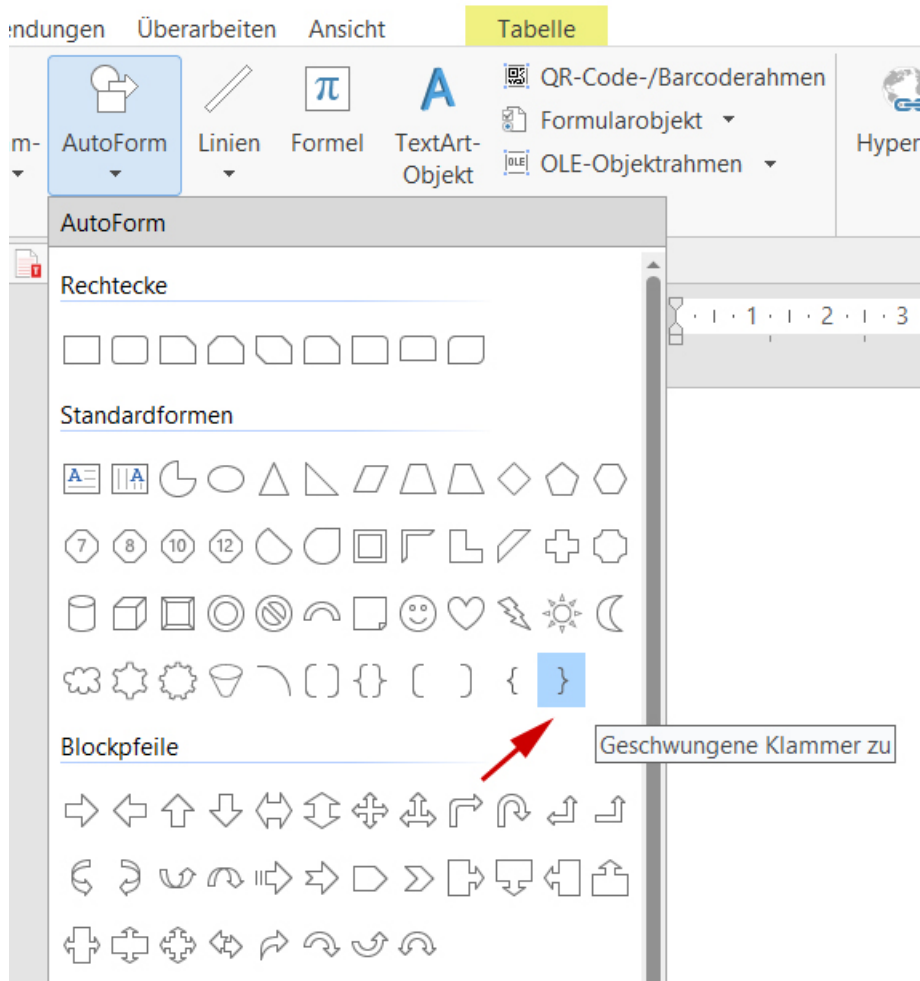 endungen Überarbeiten Ansicht Tabelle
m- AutoForm Linien π Formel A TextArt-Objekt
QR-Code-/Barcoderahmen
Formularobjekt
OLE OLE-Objektrahmen
Hyper
AutoForm
1 2 3
Rechtecke
Standardformen
A A
7 8 10 12
{ }
Geschwungene Klammer zu
Blockpfeile